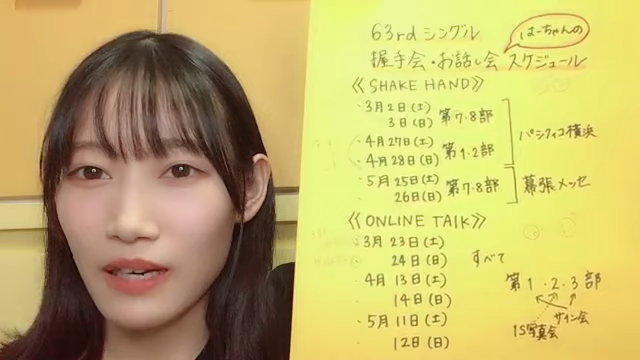 63rd シングル
はーちゃんの
握手会・お話し会 スケジュール
《SHAKE HAND》
・3月2日(土)
3日(日) 第7・8部
・4月27日(土)
・4月28日(日) 第1・2部
パシフィコ横浜
・5月25日(土)
・26日(日) 第7・8部
幕張メッセ
《ONLINE TALK》
・3月23日(土)
24日(日) すべて
・4月13日(土)
14日(日)
第1・2・3部
サイン会
1S写真会
・5月11日(土)
12日(日)